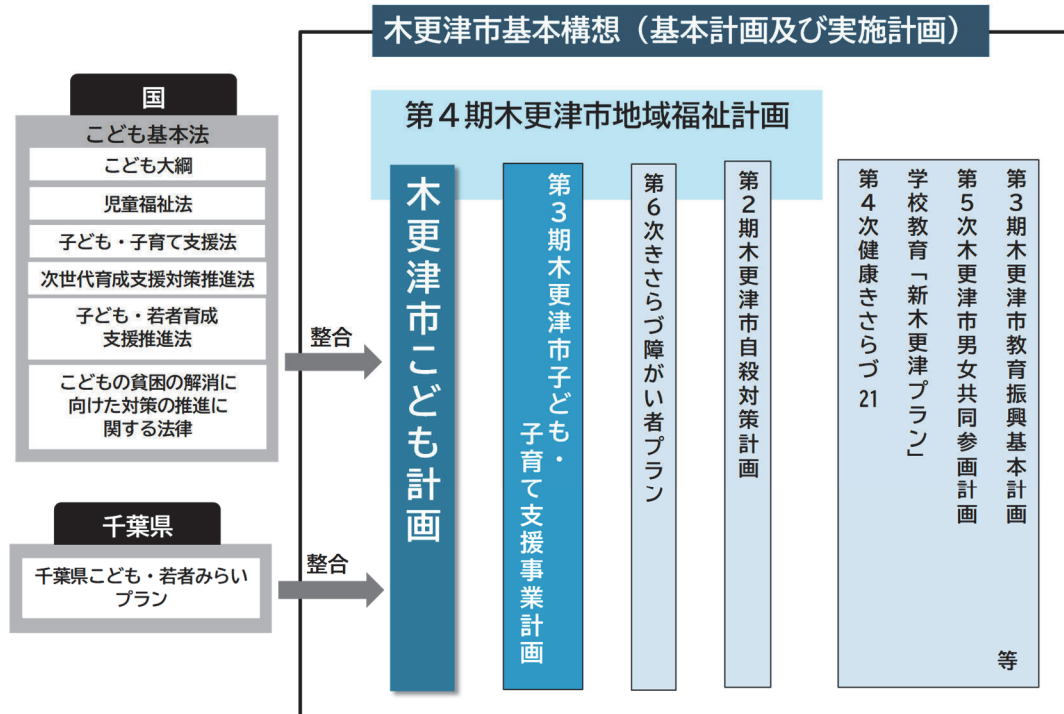 木更津市基本構想（基本計画及び実施計画）
国
こども基本法
こども大綱
児童福祉法
子ども・子育て支援法
次世代育成支援対策推進法
子ども・若者育成
支援推進法
こどもの貧困の解消に
向けた対策の推進に
関する法律
整合
千葉県
千葉県こども・若者みらい
プラン
整合
第４期木更津市地域福祉計画
木更津市こども計画
第３期木更津市子ども・
子育て支援事業計画
第６次きさらづ障がい者プラン
第２期木更津市自殺対策計画
第３期木更津市教育振興基本計画
第５次木更津市男女共同参画計画
学校教育「新木更津プラン」
第４次健康きさらづ21
等